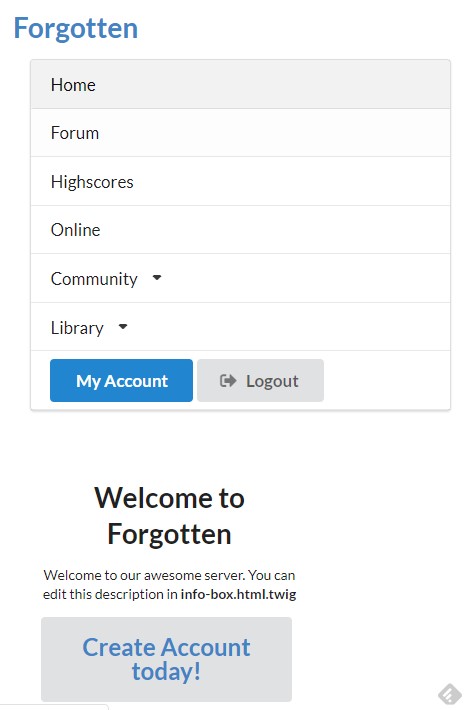 Forgotten
Home
Forum
Highscores
Online
Community
Library
My Account
Logout
Welcome to
Forgotten
Welcome to our awesome server. You can
edit this description in info-box.html.twig
Create Account
today!